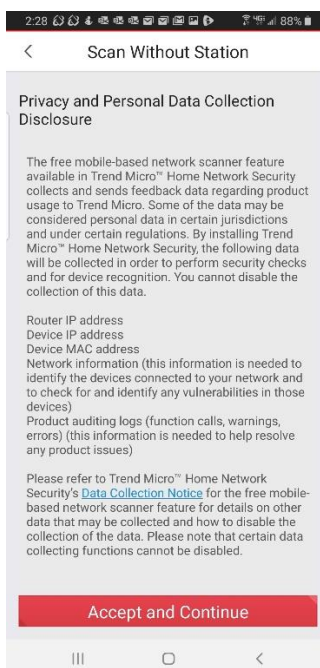 2:28 88%
Scan Without Station
Privacy and Personal Data Collection
Disclosure
The free mobile-based network scanner feature
available in Trend Micro™ Home Network Security
collects and sends feedback data regarding product
usage to Trend Micro. Some of the data may be
considered personal data in certain jurisdictions
and under certain regulations. By installing Trend
Micro™ Home Network Security, the following data
will be collected in order to perform security checks
and for device recognition. You cannot disable the
collection of this data.
Router IP address
Device IP address
Device MAC address
Network information (this information is needed to
identify the devices connected to your network and
to check for and identify any vulnerabilities in those
devices)
Product auditing logs (function calls, warnings,
errors) (this information is needed to help resolve
any product issues)
Please refer to Trend Micro™ Home Network
Security's Data Collection Notice for the free mobile-
based network scanner feature for details on other
data that may be collected and how to disable the
collection of the data. Please note that certain data
collecting functions cannot be disabled.
Accept and Continue